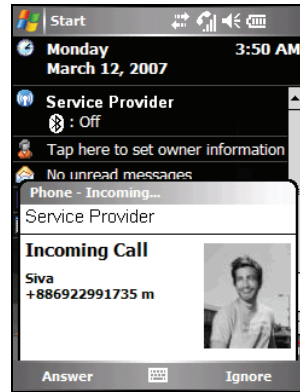 Start
Monday 3:50 AM
March 12, 2007
Service Provider
: Off
Tap here to set owner information
No unread messages
Phone - Incoming...
Service Provider
Incoming Call
Siva
+886922991735 m
Answer Ignore